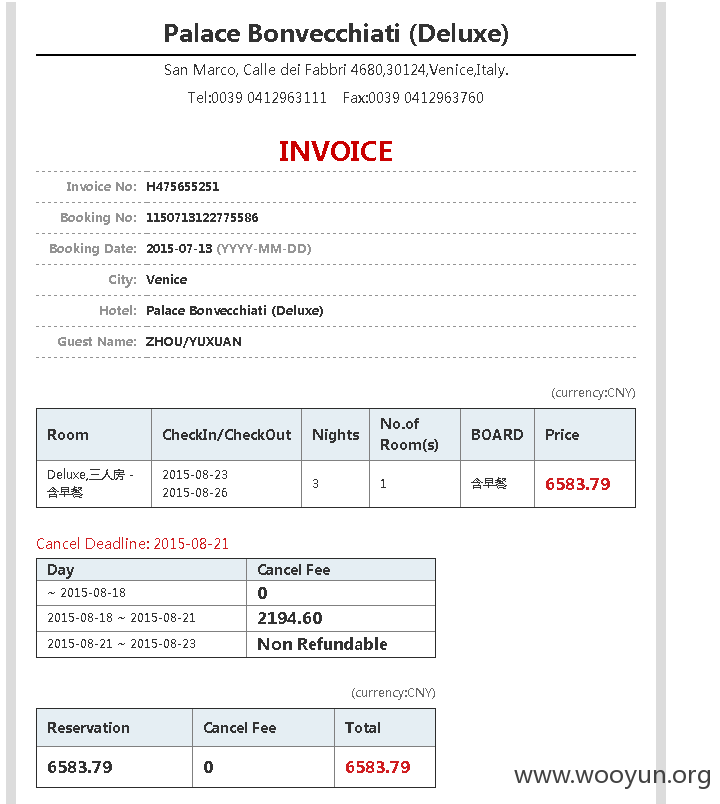 Palace Bonvecchiati (Deluxe)
San Marco, Calle dei Fabbri 4680,30124,Venice,Italy.
Tel:0039 0412963111 Fax:0039 0412963760
INVOICE
Invoice No: H475655251
Booking No: 1150713122775586
Booking Date: 2015-07-13 (YYYY-MM-DD)
City: Venice
Hotel: Palace Bonvecchiati (Deluxe)
Guest Name: ZHOU/YUXUAN
(currency:CNY)
Room CheckIn/CheckOut Nights No.of Room(s) BOARD Price
Deluxe,三人房 - 含早餐 2015-08-23 2015-08-26 3 1 含早餐 6583.79
Cancel Deadline: 2015-08-21
Day Cancel Fee
~ 2015-08-18 0
2015-08-18 ~ 2015-08-21 2194.60
2015-08-21 ~ 2015-08-23 Non Refundable
(currency:CNY)
Reservation Cancel Fee Total
6583.79 0 6583.79
www.wooyun.org